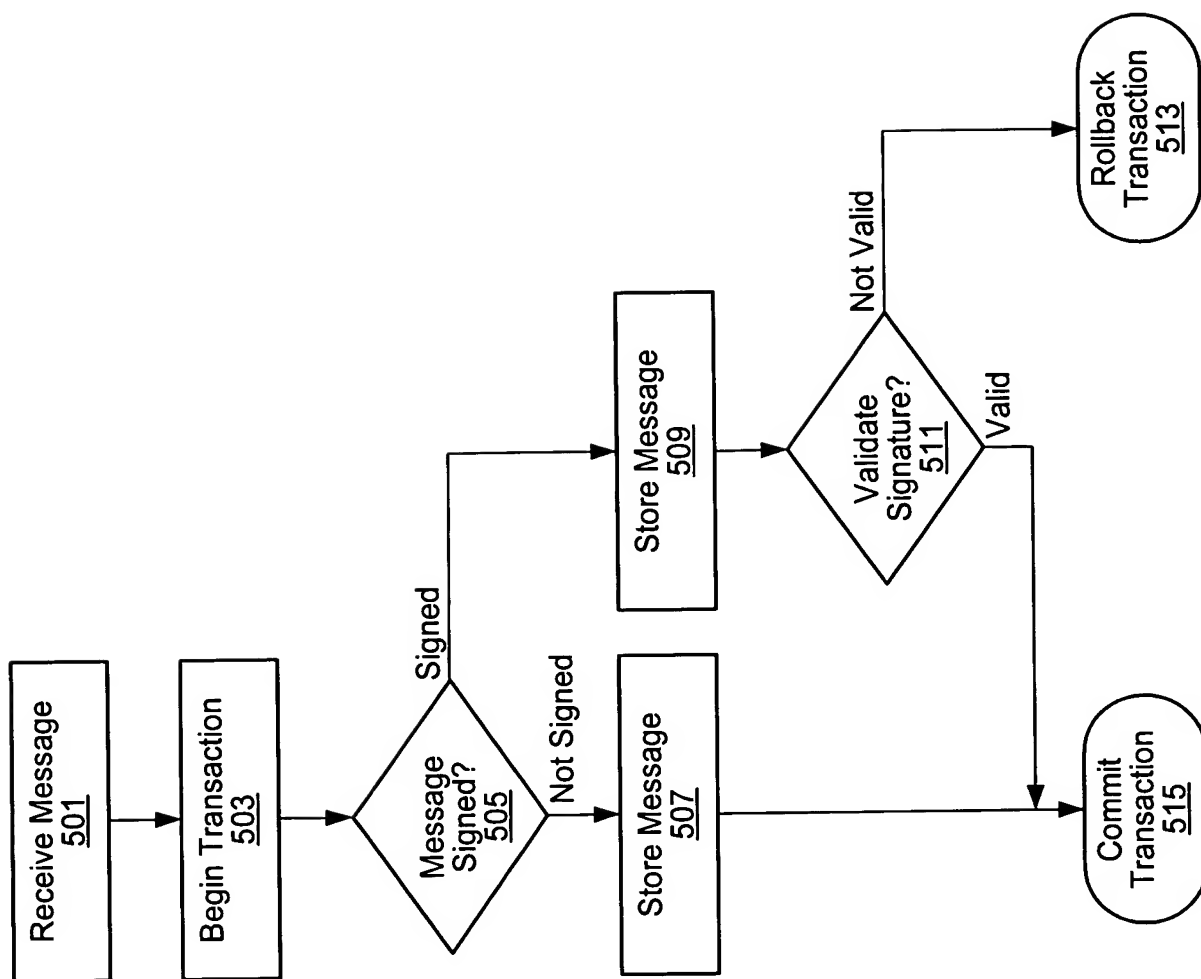 Receive Message
501
Begin Transaction
503
Message
Signed?
505
Signed
Not Signed
Store Message
507
Store Message
509
Validate
Signature?
511
Not Valid
Valid
Rollback
Transaction
513
Commit
Transaction
515